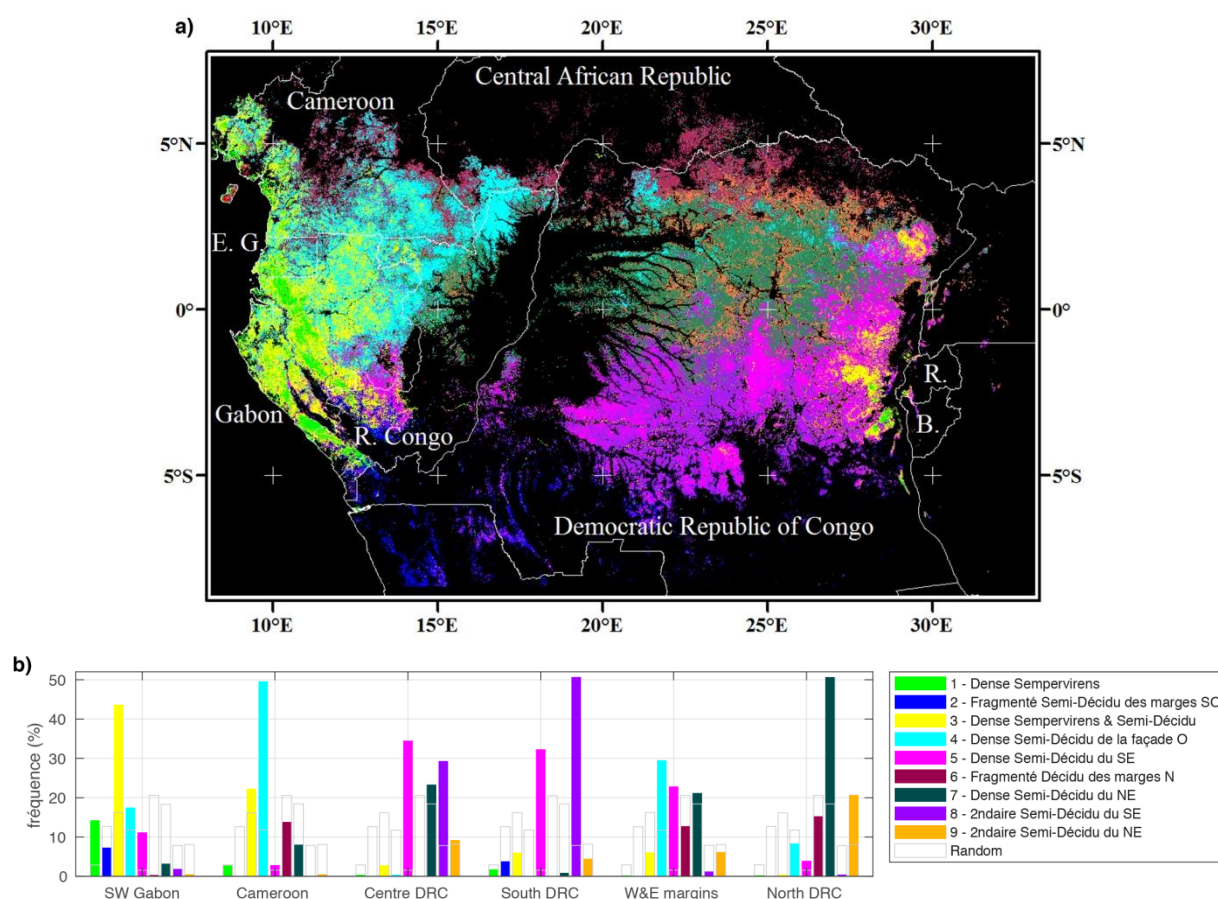 a)
10°E 15°E 20°E 25°E 30°E
Central African Republic
Cameroon
5°N 5°N
E. G.
0° 0°
R.
Gabon
B.
R. Congo
5°S 5°S
Democratic Republic of Congo
10°E 15°E 20°E 25°E 30°E
b)
fréquence (%)
50
40
30
20
10
0
SW Gabon Cameroon Centre DRC South DRC W&E margins North DRC
1 - Dense Sempervirens
2 - Fragmenté Semi-Décidu des marges SO
3 - Dense Sempervirens & Semi-Décidu
4 - Dense Semi-Décidu de la façade O
5 - Dense Semi-Décidu du SE
6 - Fragmenté Décidu des marges N
7 - Dense Semi-Décidu du NE
8 - 2ndaire Semi-Décidu du SE
9 - 2ndaire Semi-Décidu du NE
Random